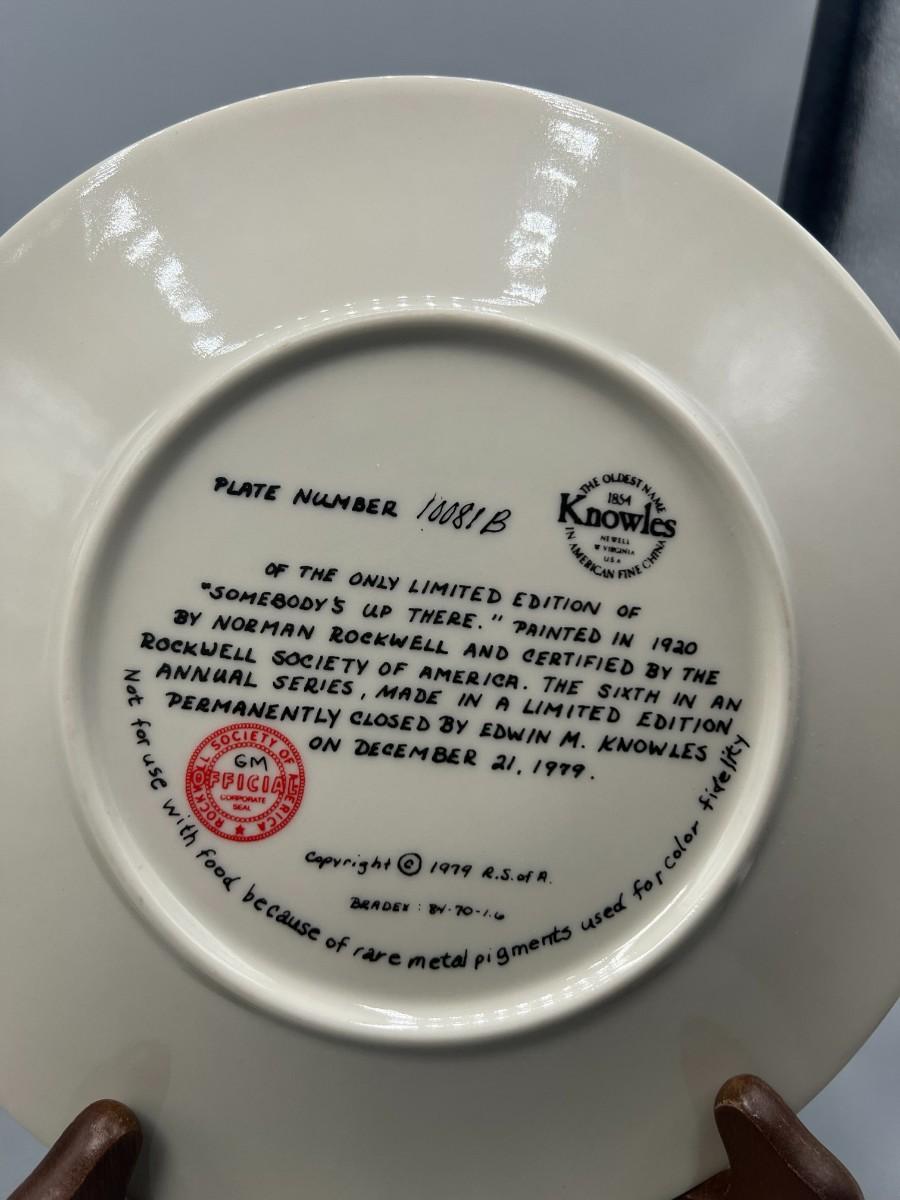 PLATE NUMBER 10081B
THE OLDEST NAME
1854
Knowles
NEWELL
W VIRGINIA
U.S.A
IN AMERICAN FINE CHINA
OF THE ONLY LIMITED EDITION OF
"SOMEBODY'S UP THERE." PAINTED IN 1920
BY NORMAN ROCKWELL AND CERTIFIED BY THE
ROCKWELL SOCIETY OF AMERICA. THE SIXTH IN AN
ANNUAL SERIES, MADE IN A LIMITED EDITION
PERMANENTLY CLOSED BY EDWIN M. KNOWLES
ON DECEMBER 21, 1979.
ROCKWELL SOCIETY OF AMERICA
GM
OFFICIAL
CORPORATE
SEAL
Copyright © 1979 R.S.of A.
BRADEX: 84-70-1.6
Not for use with food because of rare metal pigments used for color fidelity